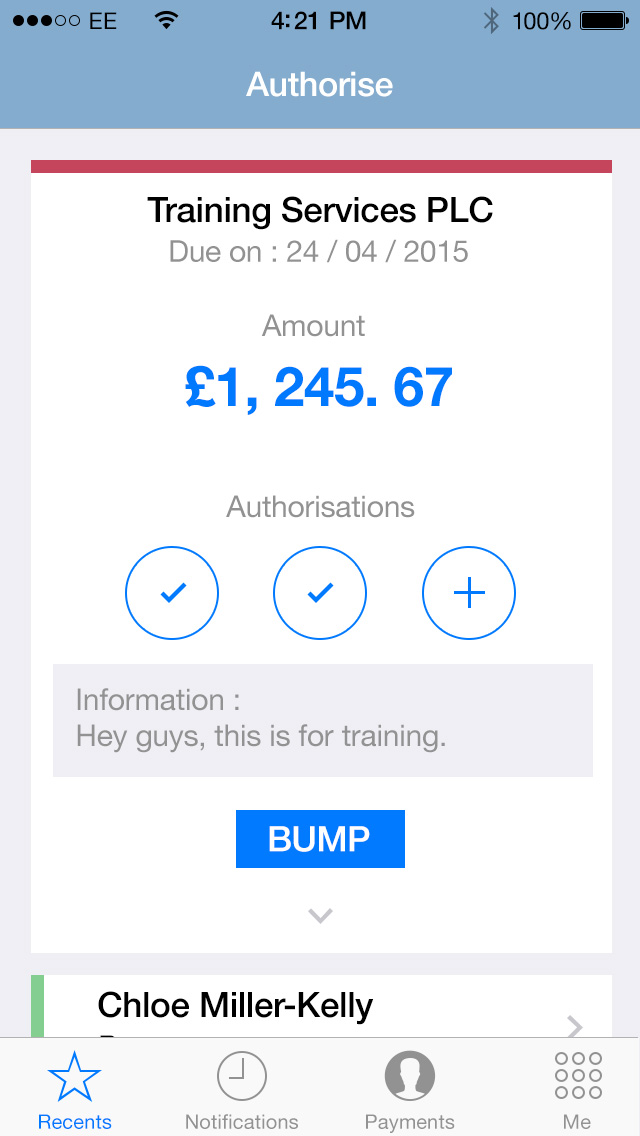 EE 4:21 PM 100%
Authorise
Training Services PLC
Due on : 24 / 04 / 2015
Amount
£1, 245. 67
Authorisations
Information :
Hey guys, this is for training.
BUMP
Chloe Miller-Kelly
Recents Notifications Payments Me